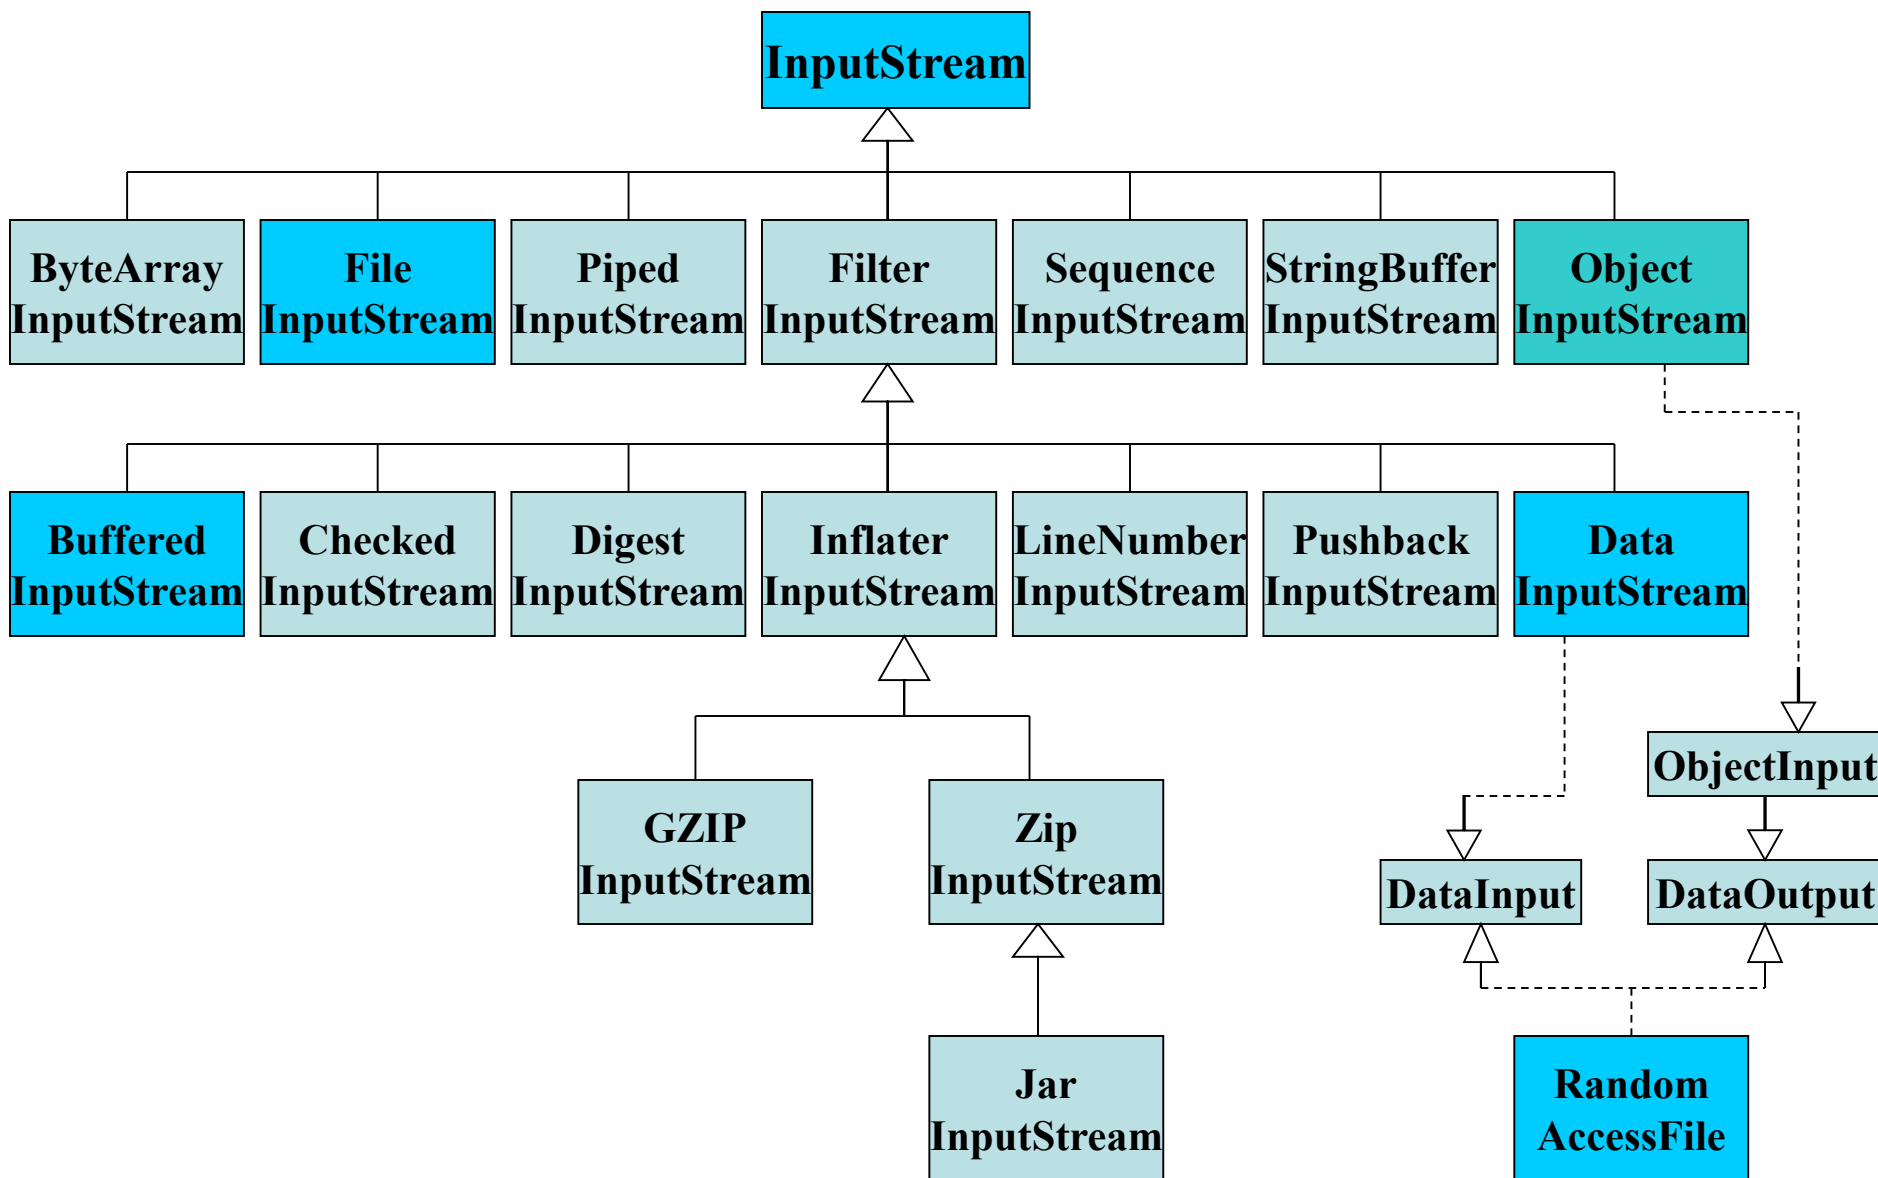 InputStream
ByteArray
InputStream
File
InputStream
Piped
InputStream
Filter
InputStream
Sequence
InputStream
StringBuffer
InputStream
Object
InputStream
Buffered
InputStream
Checked
InputStream
Digest
InputStream
Inflater
InputStream
LineNumber
InputStream
Pushback
InputStream
Data
InputStream
ObjectInput
GZIP
InputStream
Zip
InputStream
DataInput
DataOutput
Jar
InputStream
Random
AccessFile